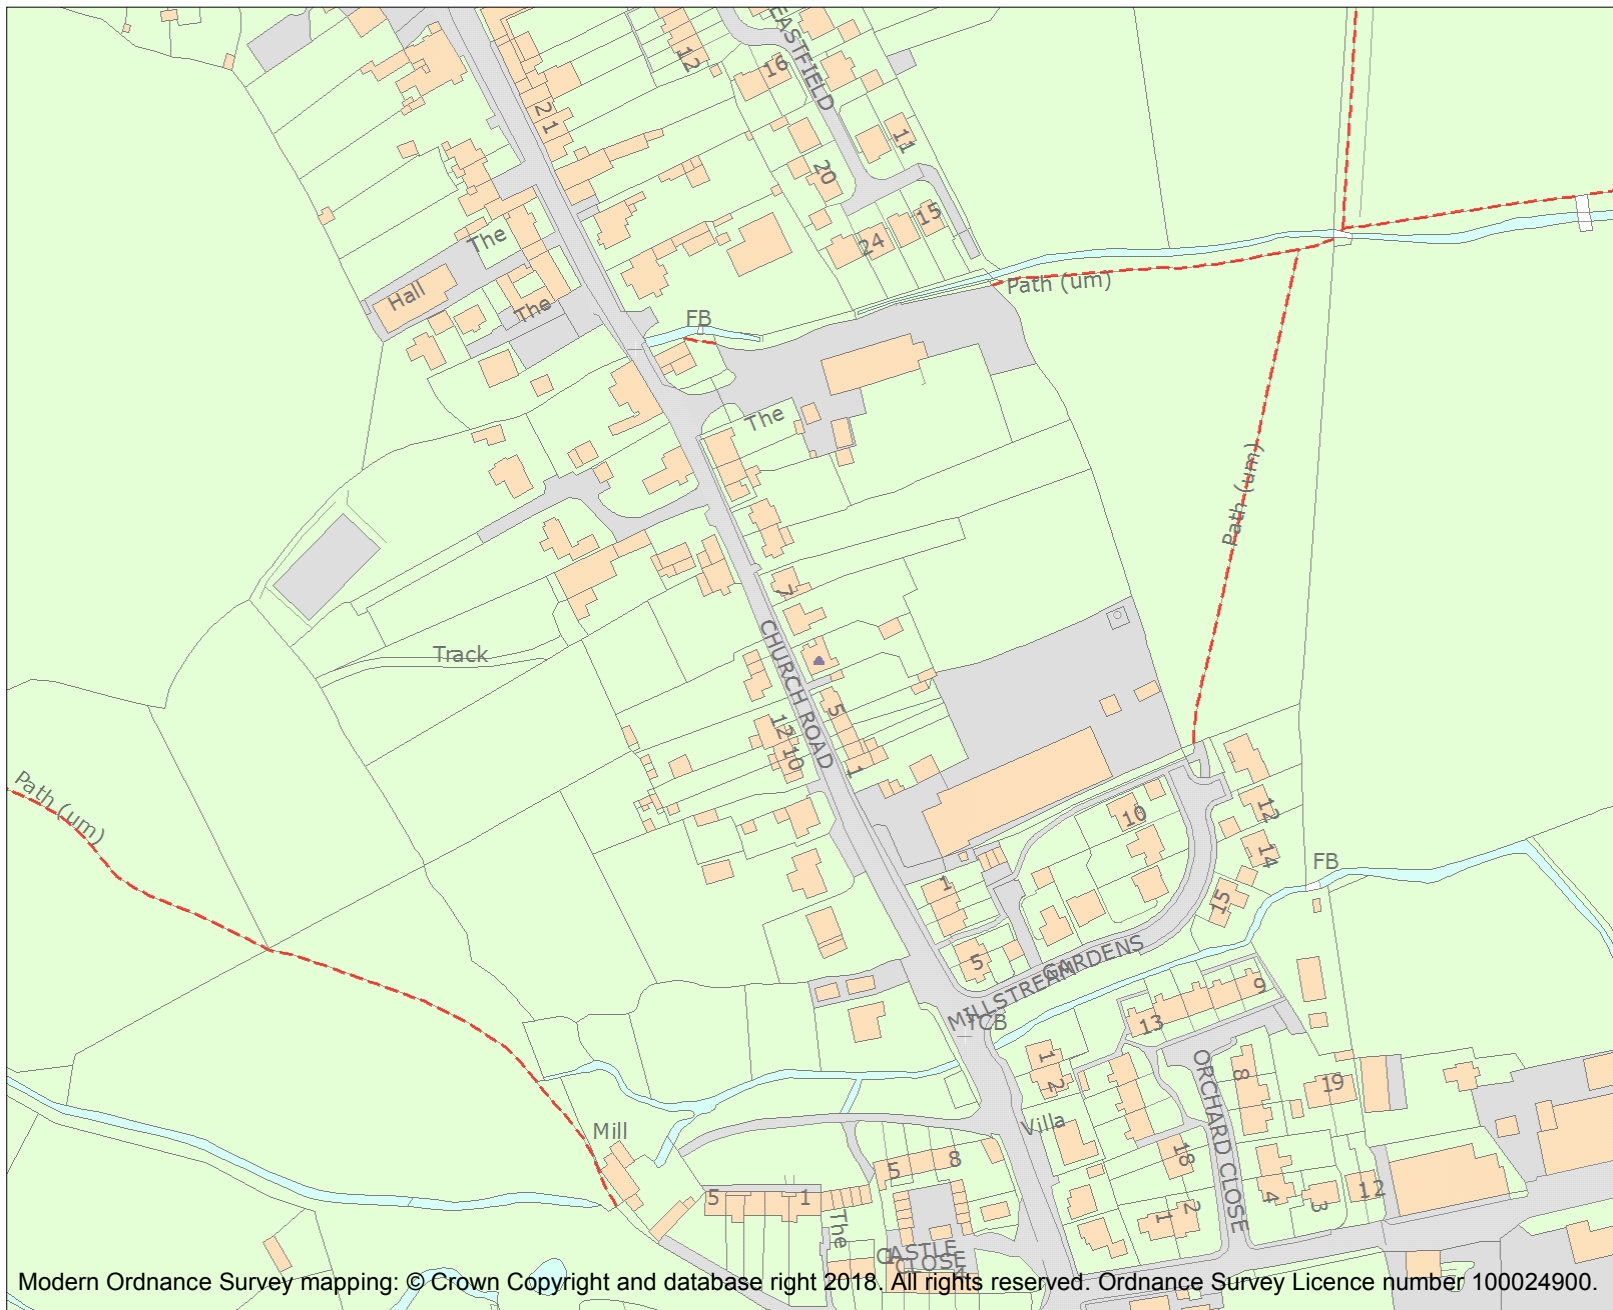 EASTFIELD
12
16
2
1
11
20
15
24
The
Hall
The
Path (um)
FB
The
Path (um)
7
CHURCH ROAD
Track
5
12
10
1
Path (um)
10
12
14
FB
1
15
5
MILLSTREAM
GARDENS
TCB
9
13
1
2
ORCHARD CLOSE
8
19
Mill
Villa
18
5
8
5
1
The
4
3
12
1
2
CASTLE
CLOSE
1
4
Modern Ordnance Survey mapping: © Crown Copyright and database right 2018. All rights reserved. Ordnance Survey Licence number 100024900.